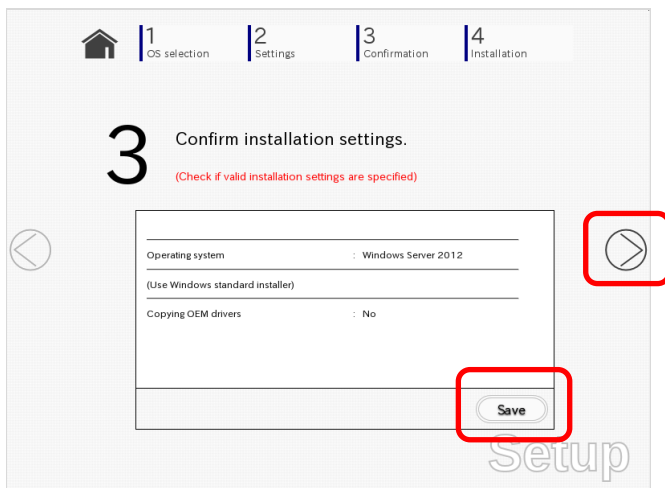 1
OS selection
2
Settings
3
Confirmation
4
Installation
3
Confirm installation settings.
(Check if valid installation settings are specified)
Operating system : Windows Server 2012
(Use Windows standard installer)
Copying OEM drivers : No
Save
Setup